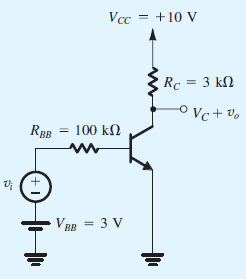 V_CC = +10 V
R_C = 3 kΩ
V_C + v_o
R_BB = 100 kΩ
v_i
+
V_BB = 3 V